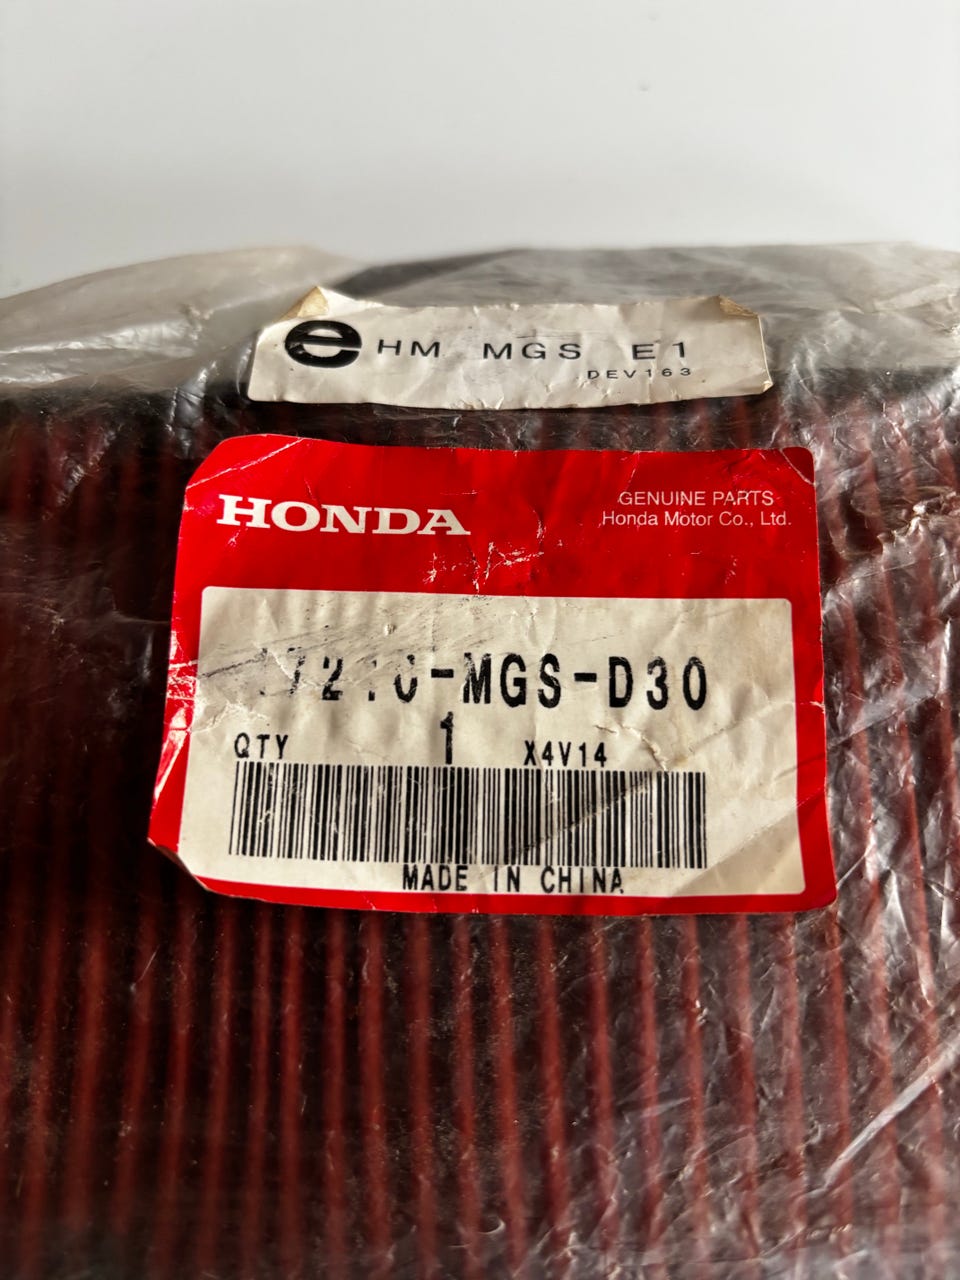 e HM MGS E1
DEV163
HONDA
GENUINE PARTS
Honda Motor Co., Ltd.
17210-MGS-D30
QTY 1 X4V14
MADE IN CHINA